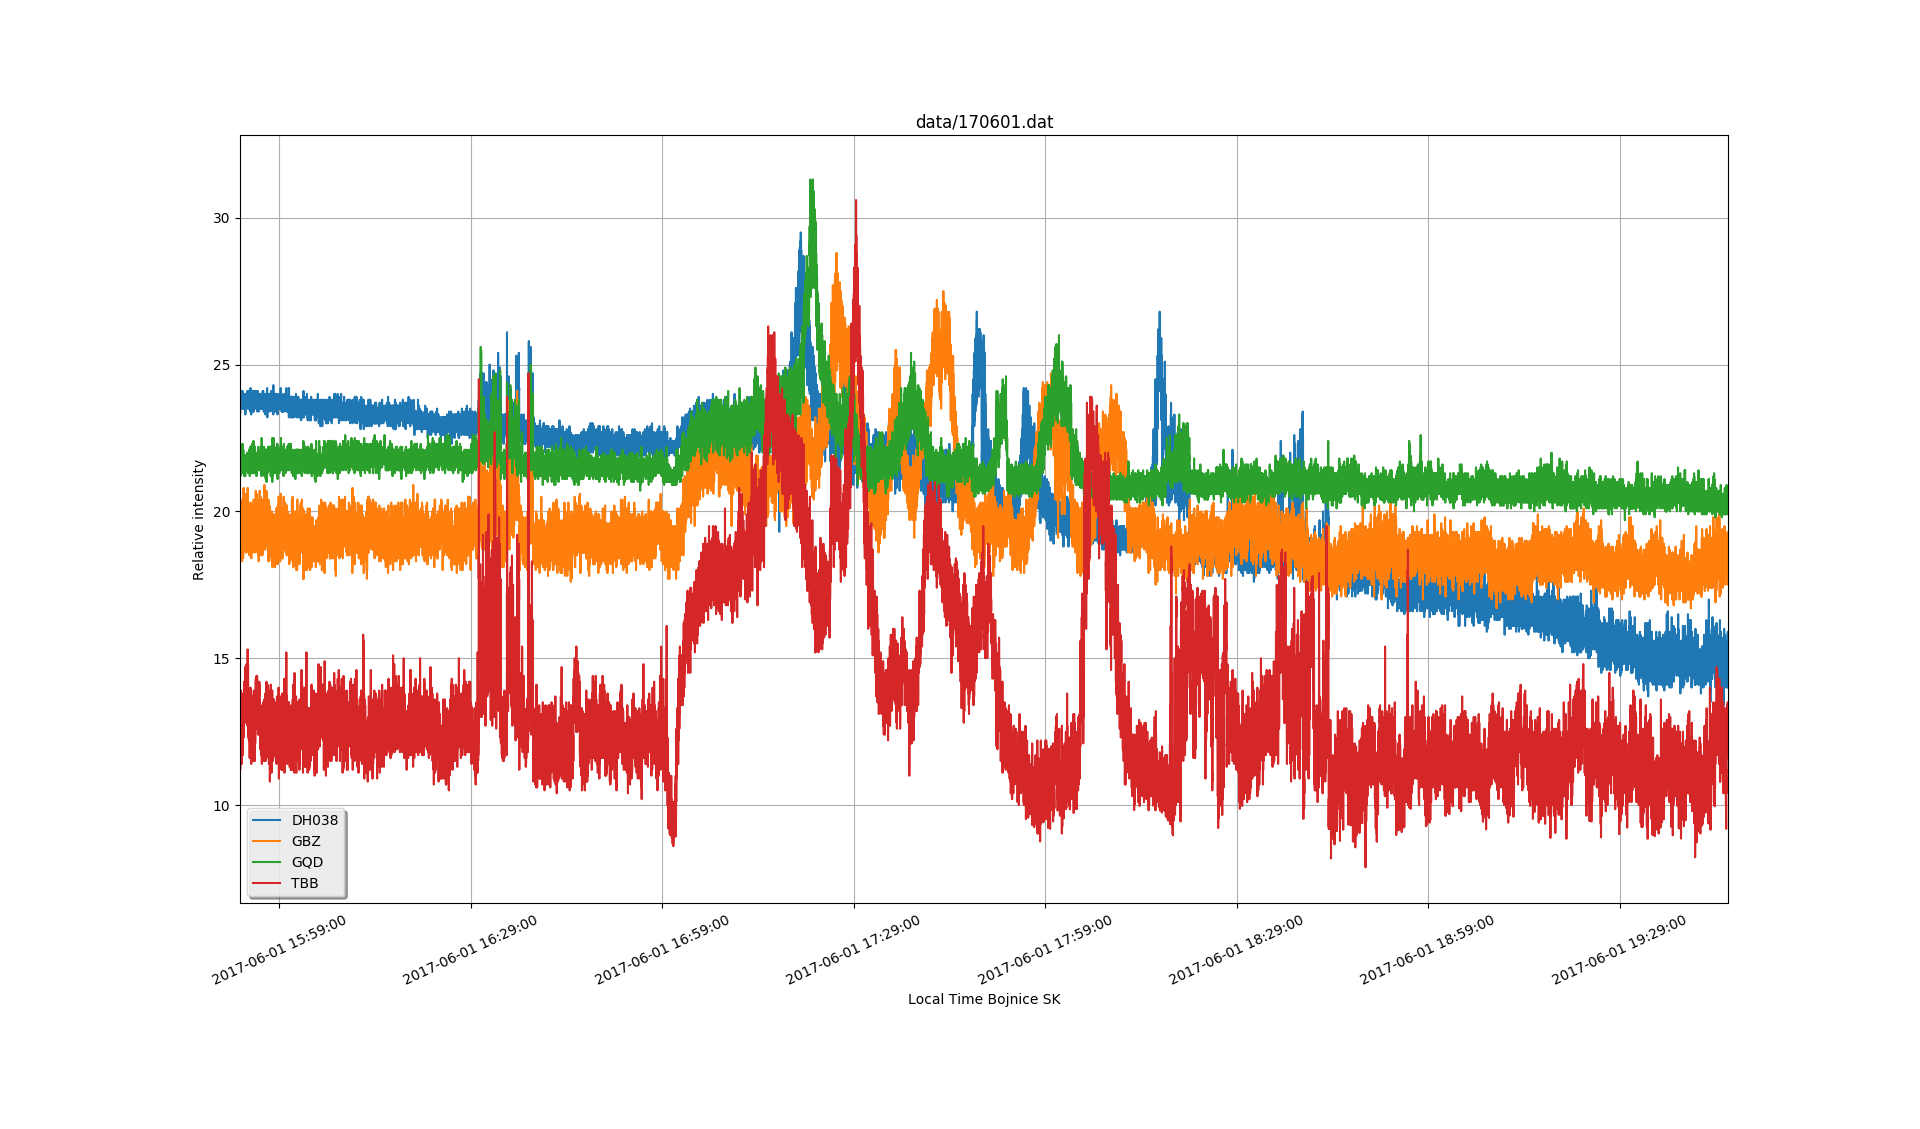 data/170601.dat
Relative intensity
30
25
20
15
10
DH038
GBZ
GQD
TBB
2017-06-01 15:59:00
2017-06-01 16:29:00
2017-06-01 16:59:00
2017-06-01 17:29:00
2017-06-01 17:59:00
2017-06-01 18:29:00
2017-06-01 18:59:00
2017-06-01 19:29:00
Local Time Bojnice SK